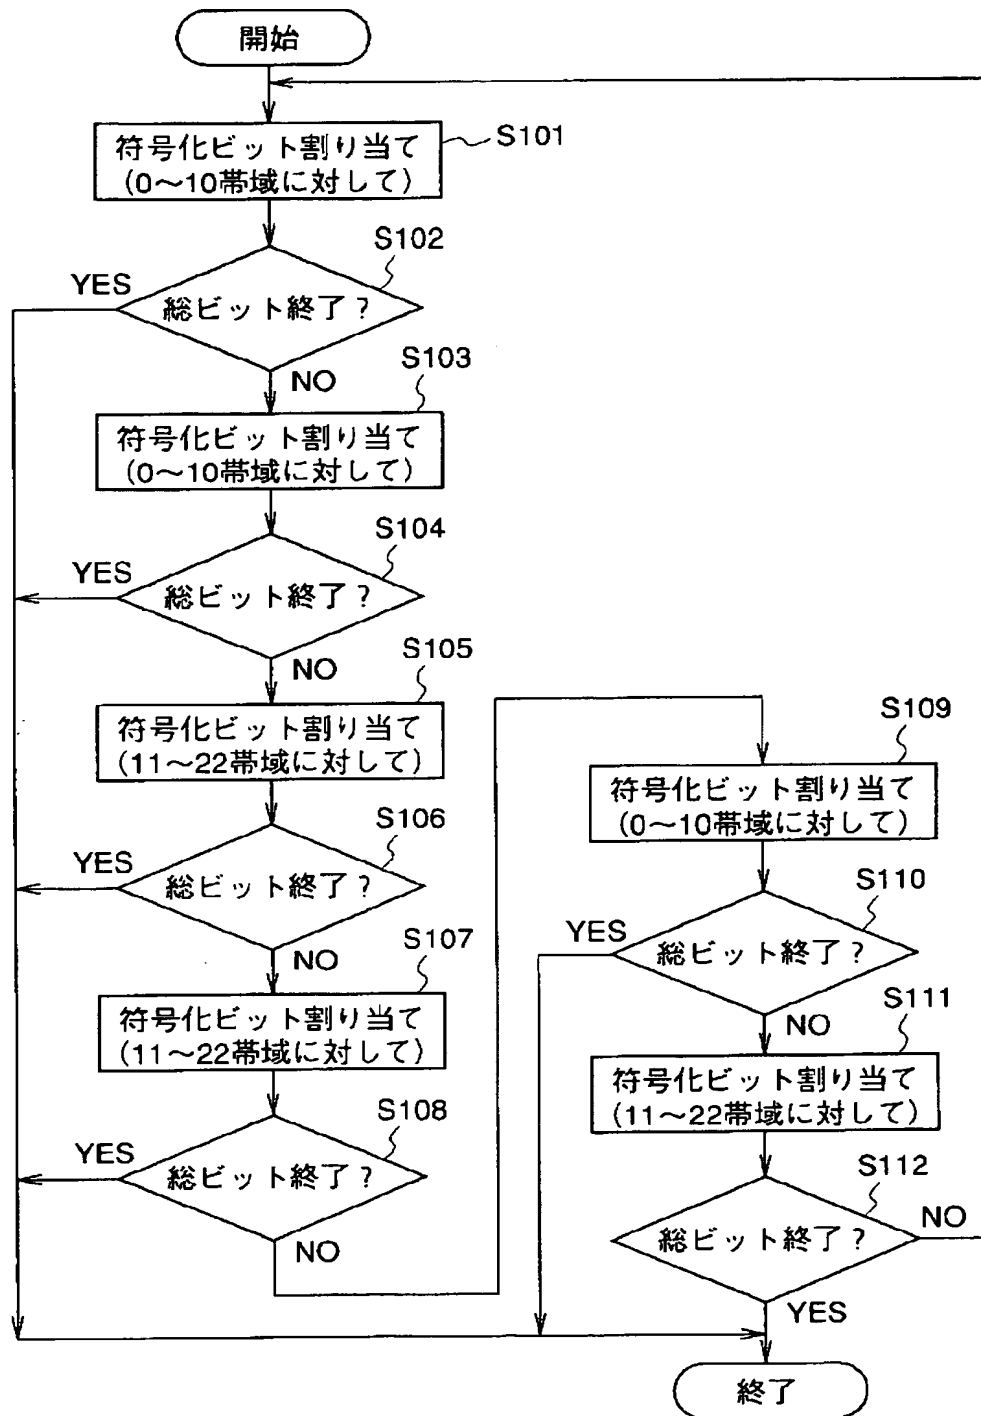 開始
符号化ビット割り当て
(0～10帯域に対して)
S101
S102
YES
総ビット終了?
NO
S103
符号化ビット割り当て
(0～10帯域に対して)
S104
YES
総ビット終了?
NO
S105
符号化ビット割り当て
(11～22帯域に対して)
S106
YES
総ビット終了?
NO
S107
符号化ビット割り当て
(11～22帯域に対して)
S108
YES
総ビット終了?
NO
S109
符号化ビット割り当て
(0～10帯域に対して)
S110
YES
総ビット終了?
NO
S111
符号化ビット割り当て
(11～22帯域に対して)
S112
総ビット終了?
NO
YES
終了